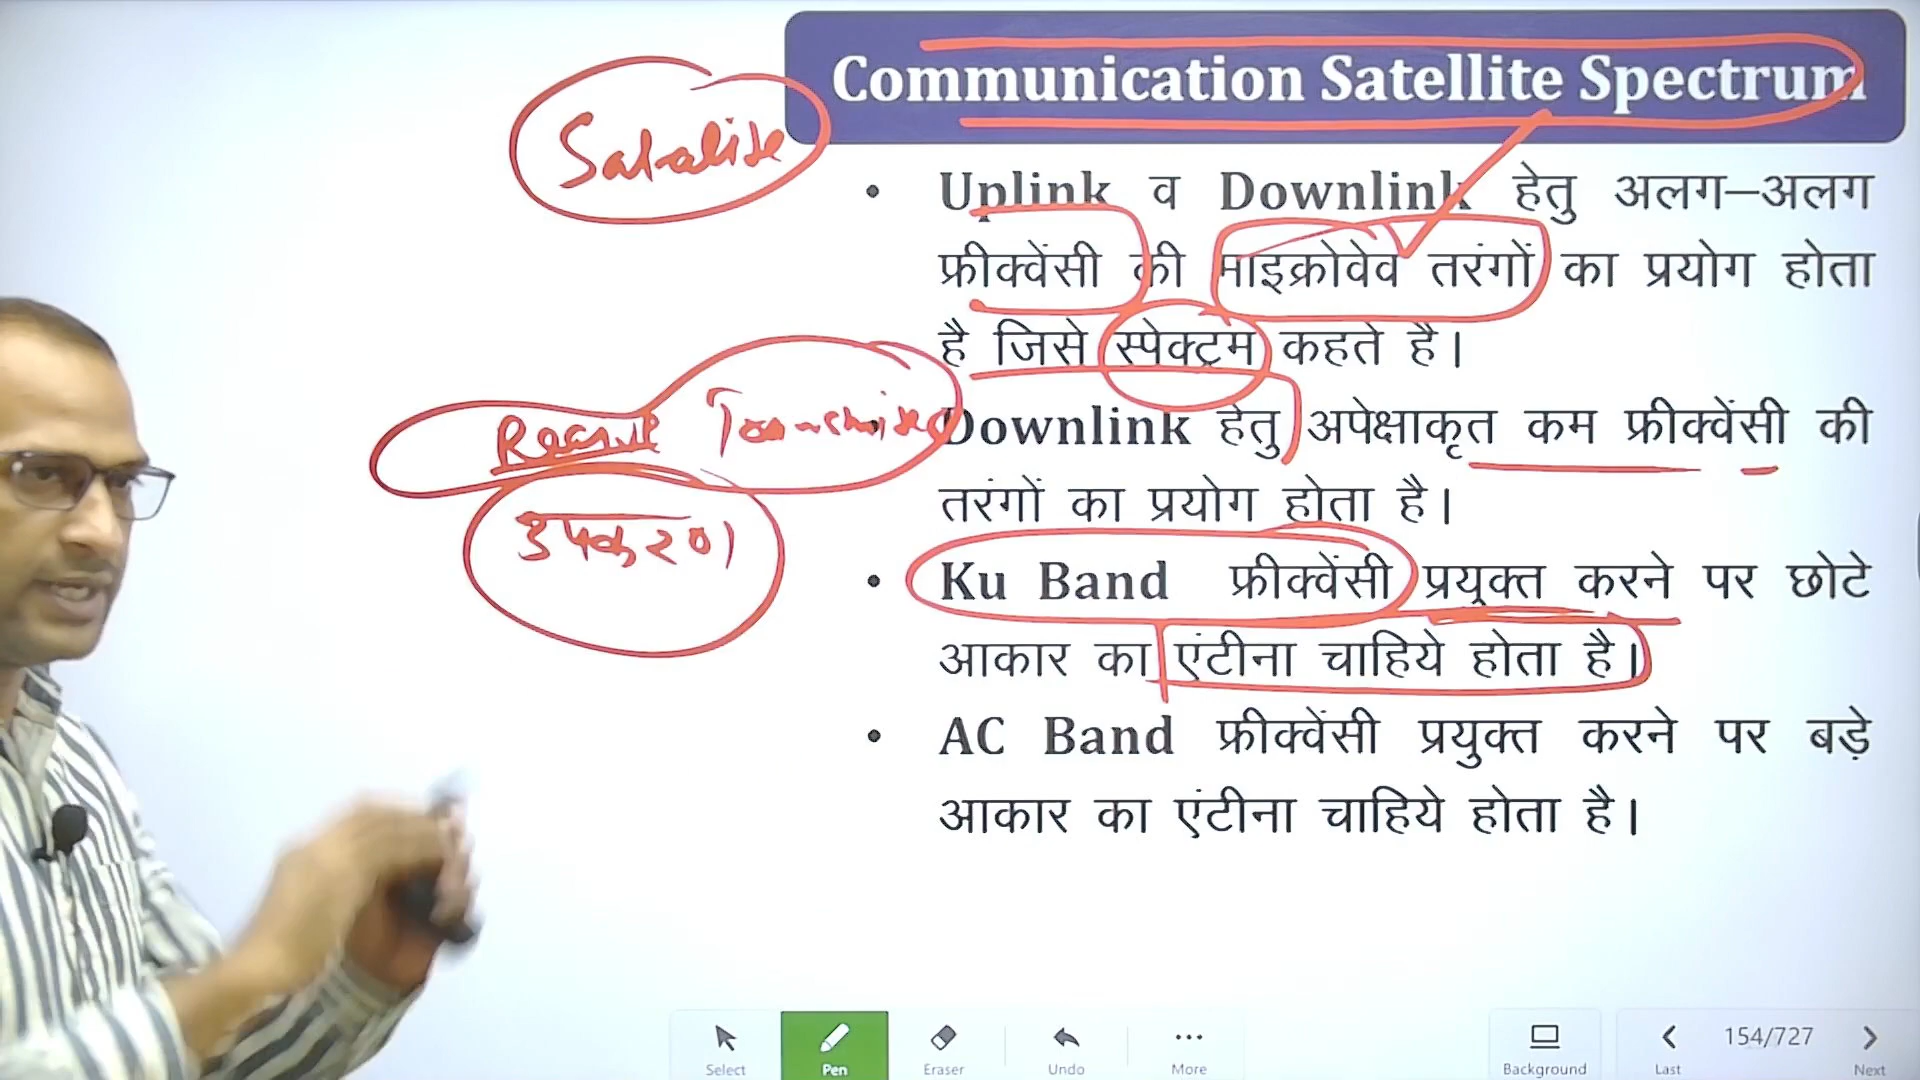 Communication Satellite Spectrum
Satalise
• Uplink व Downlink हेतु अलग–अलग
फ्रीक्वेंसी की माइक्रोवेव तरंगों का प्रयोग होता
है जिसे स्पेक्ट्रम कहते है।
• Downlink हेतु अपेक्षाकृत कम फ्रीक्वेंसी की
तरंगों का प्रयोग होता है।
उपकरण
• Ku Band फ्रीक्वेंसी प्रयुक्त करने पर छोटे
आकार का एंटीना चाहिये होता है।
• AC Band फ्रीक्वेंसी प्रयुक्त करने पर बड़े
आकार का एंटीना चाहिये होता है।
Select Pen Eraser Undo More Background Last 154/727 Next